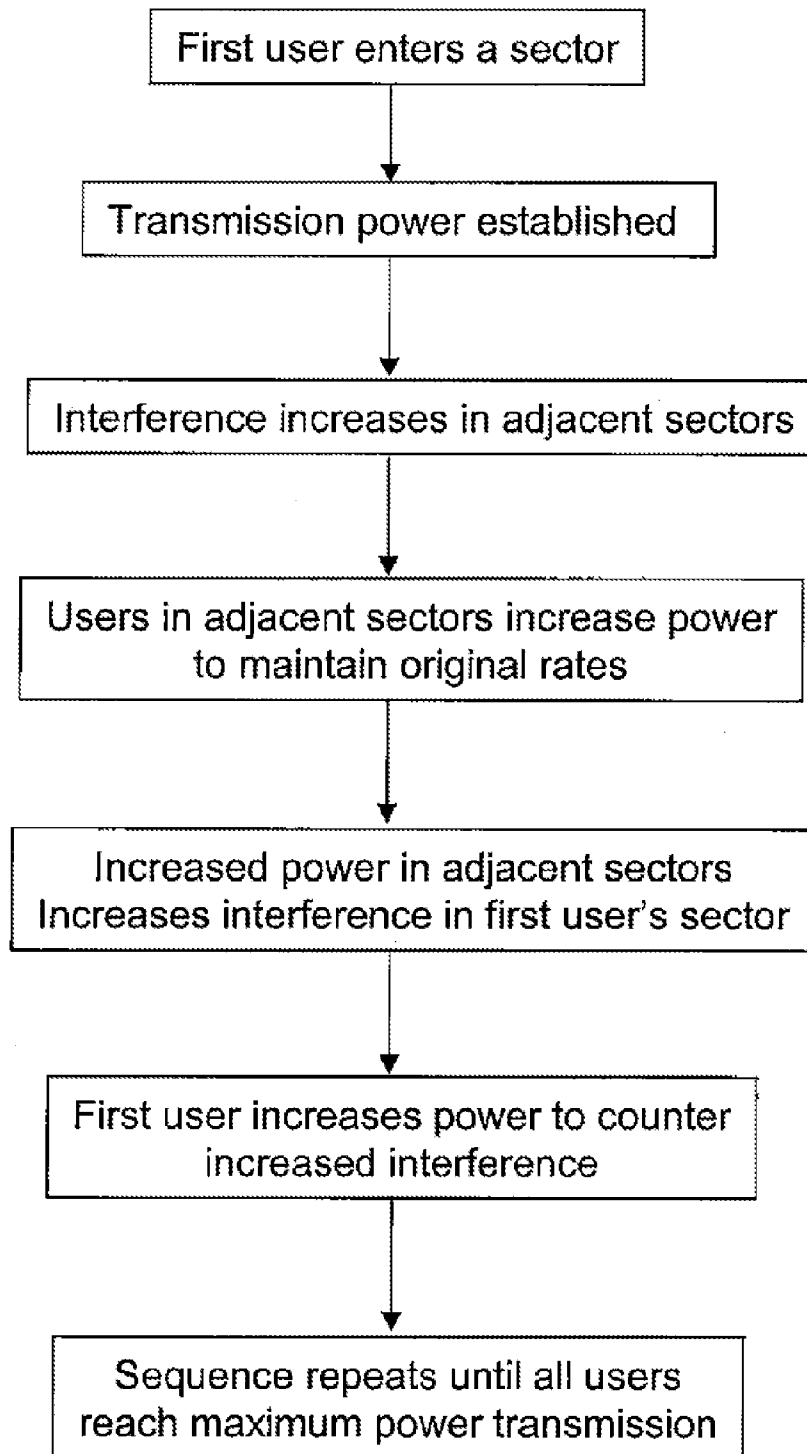 First user enters a sector
Transmission power established
Interference increases in adjacent sectors
Users in adjacent sectors increase power
to maintain original rates
Increased power in adjacent sectors
Increases interference in first user's sector
First user increases power to counter
increased interference
Sequence repeats until all users
reach maximum power transmission